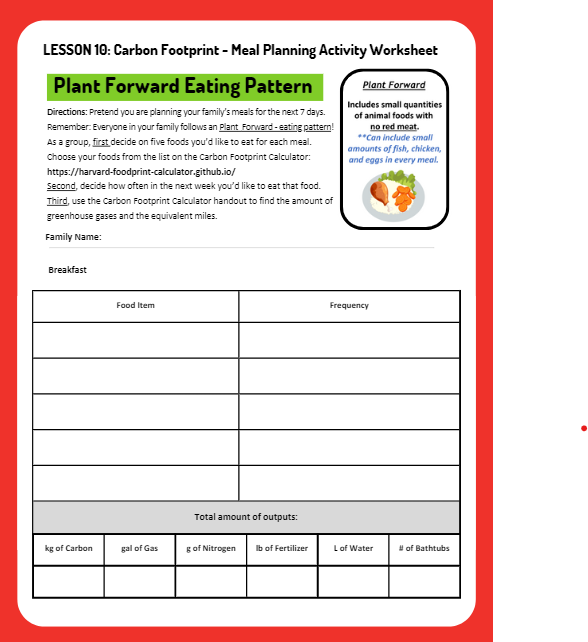 LESSON 10: Carbon Footprint - Meal Planning Activity Worksheet
Plant Forward Eating Pattern
Directions: Pretend you are planning your family's meals for the next 7 days.
Remember: Everyone in your family follows an Plant Forward - eating pattern!
As a group, first decide on five foods you'd like to eat for each meal.
Choose your foods from the list on the Carbon Footprint Calculator:
https://harvard-foodprint-calculator.github.io/
Second, decide how often in the next week you'd like to eat that food.
Third, use the Carbon Footprint Calculator handout to find the amount of
greenhouse gases and the equivalent miles.
Plant Forward
Includes small quantities
of animal foods with
no red meat.
**Can include small
amounts of fish, chicken,
and eggs in every meal.
Family Name:
Breakfast
Food Item Frequency
Total amount of outputs:
kg of Carbon gal of Gas g of Nitrogen lb of Fertilizer L of Water # of Bathtubs